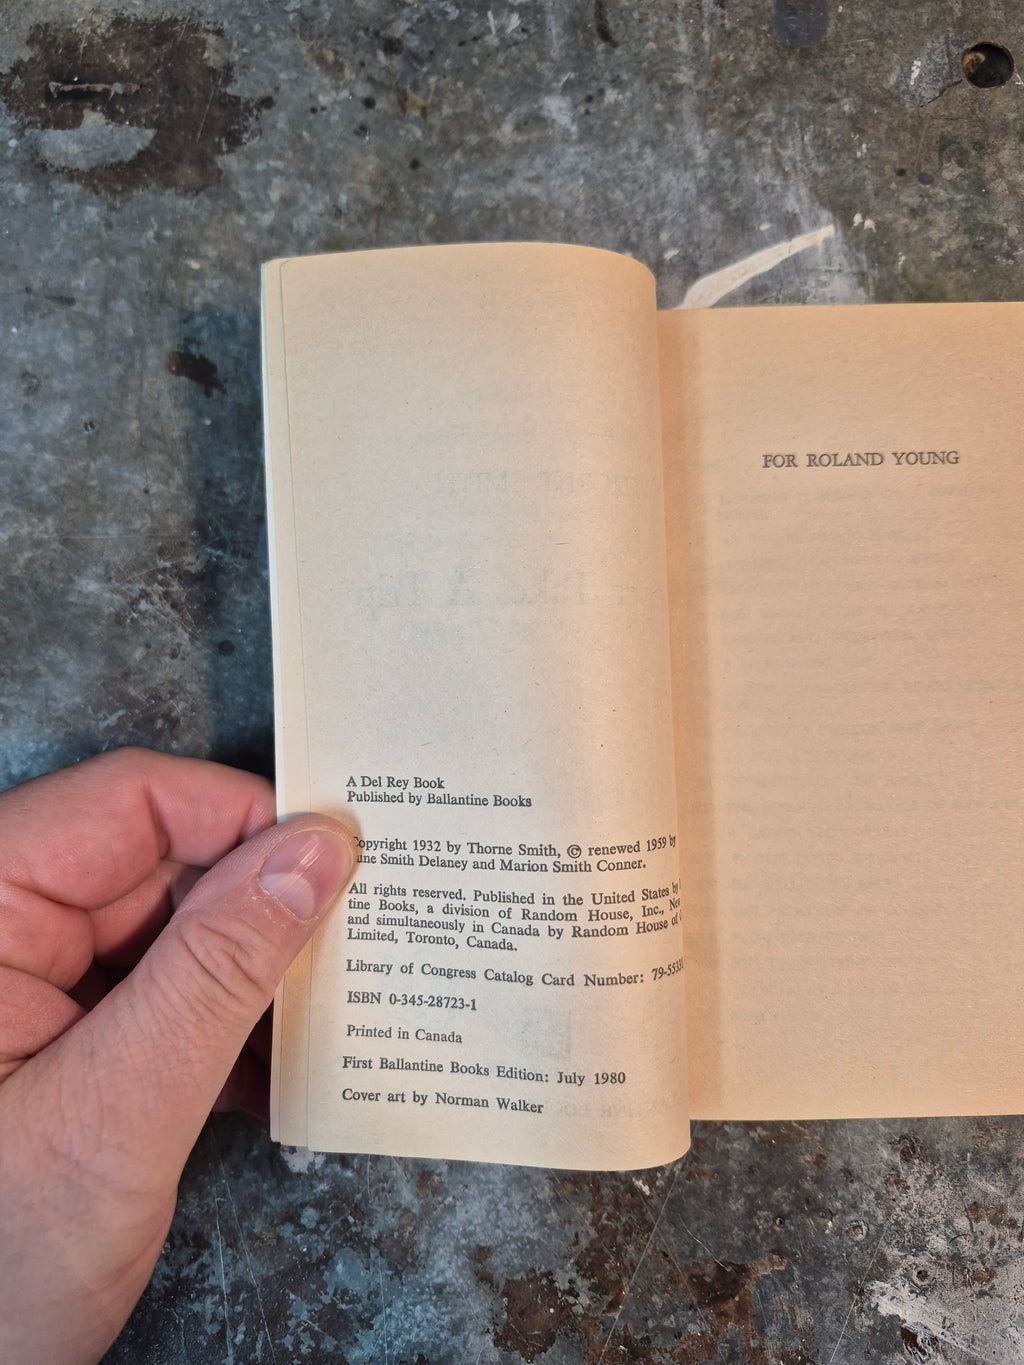 A Del Rey Book
Published by Ballantine Books
Copyright 1932 by Thorne Smith, © renewed 1959 by
Smith Delaney and Marion Smith Conner.
All rights reserved. Published in the United States by
tine Books, a division of Random House, Inc., New
and simultaneously in Canada by Random House of
Limited, Toronto, Canada.
Library of Congress Catalog Card Number:
ISBN 0-345-28723-1
Printed in Canada
First Ballantine Books Edition: July 1980
Cover art by Norman Walker
FOR ROLAND YOUNG